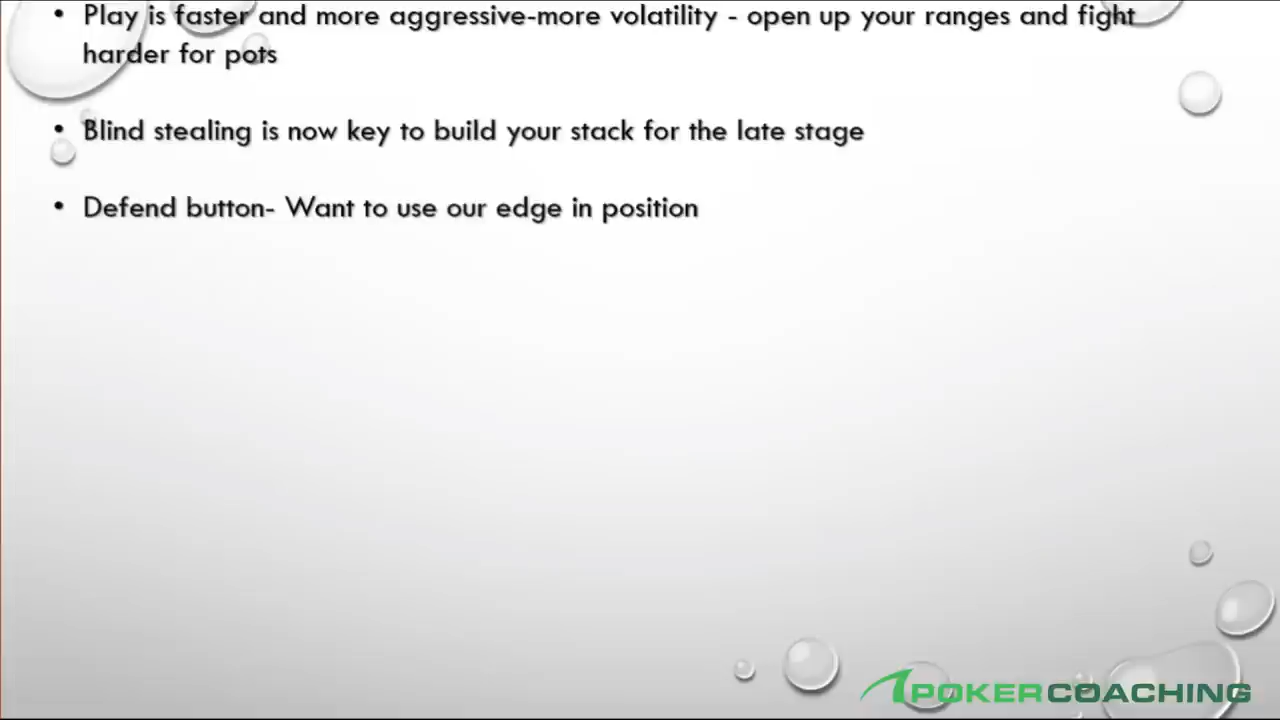 • Play is faster and more aggressive-more volatility - open up your ranges and fight
harder for pots
• Blind stealing is now key to build your stack for the late stage
• Defend button- Want to use our edge in position
POKERCOACHING